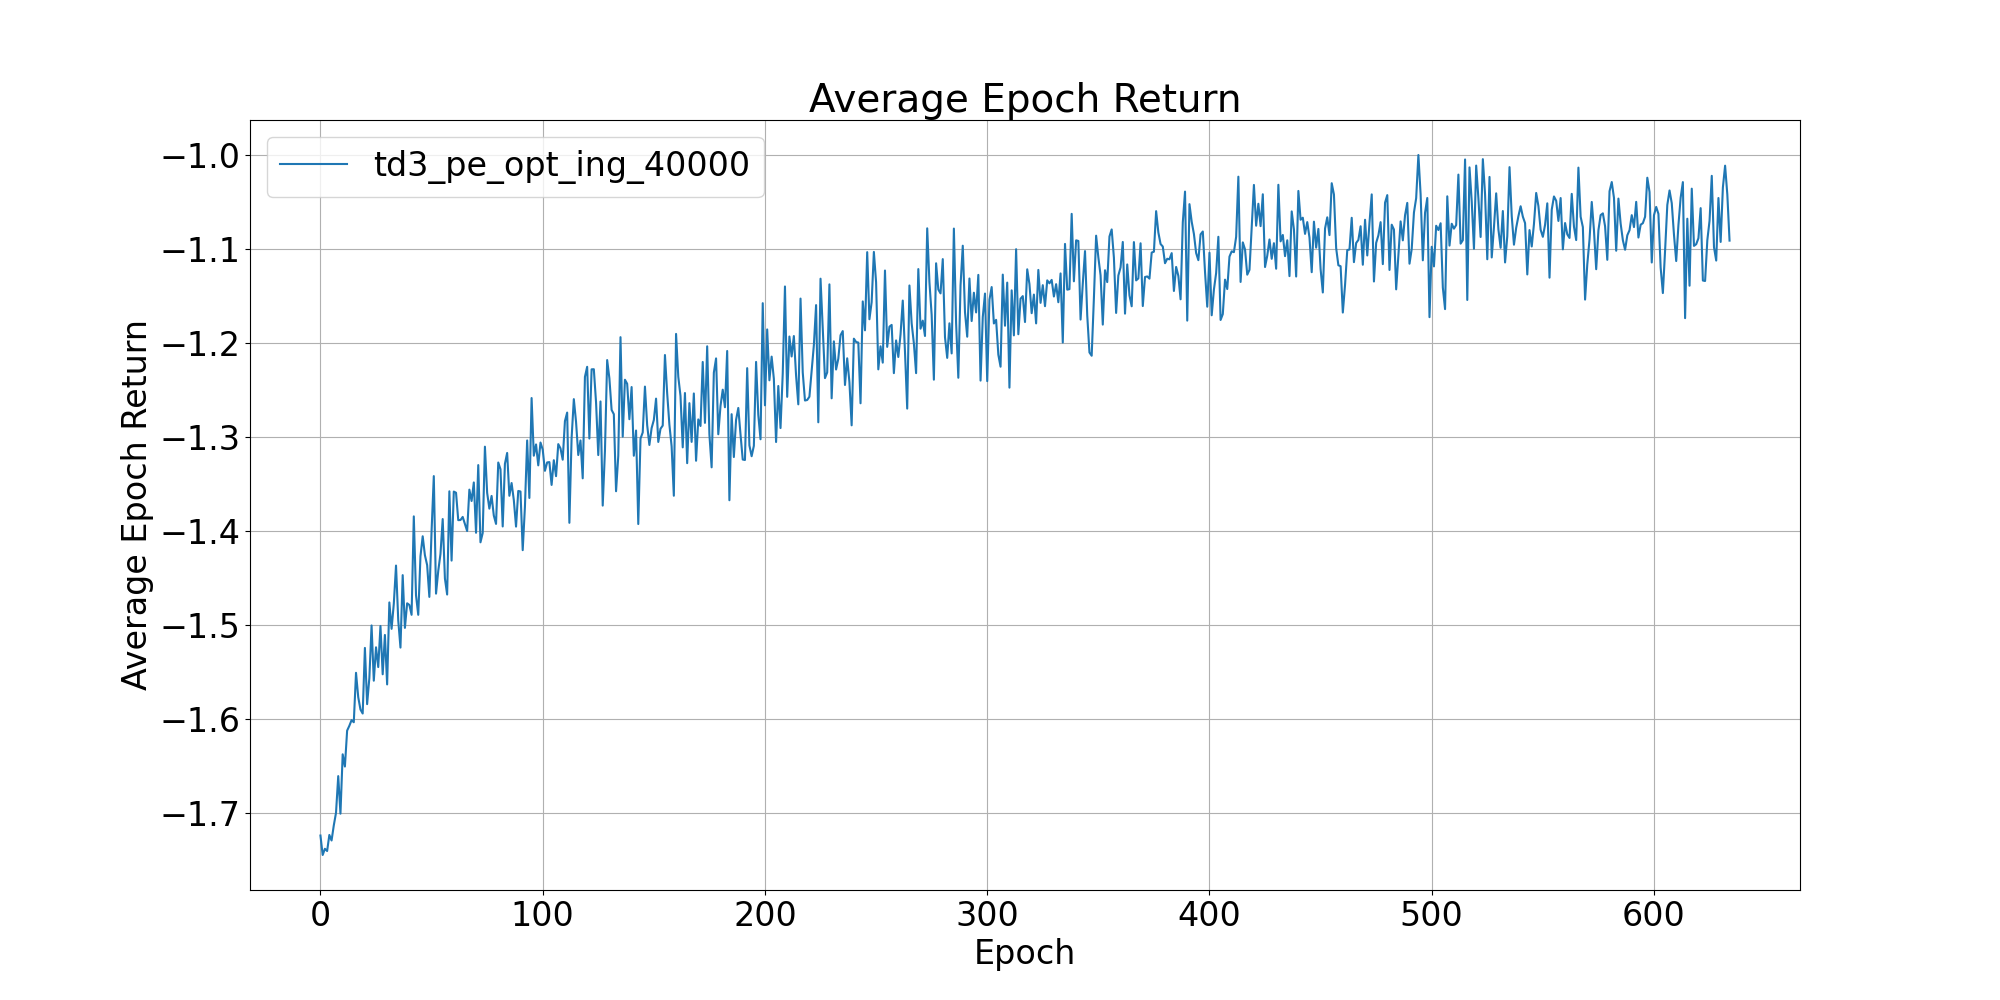 Average Epoch Return
td3_pe_opt_ing_40000
Average Epoch Return
−1.0
−1.1
−1.2
−1.3
−1.4
−1.5
−1.6
−1.7
0 100 200 300 400 500 600
Epoch